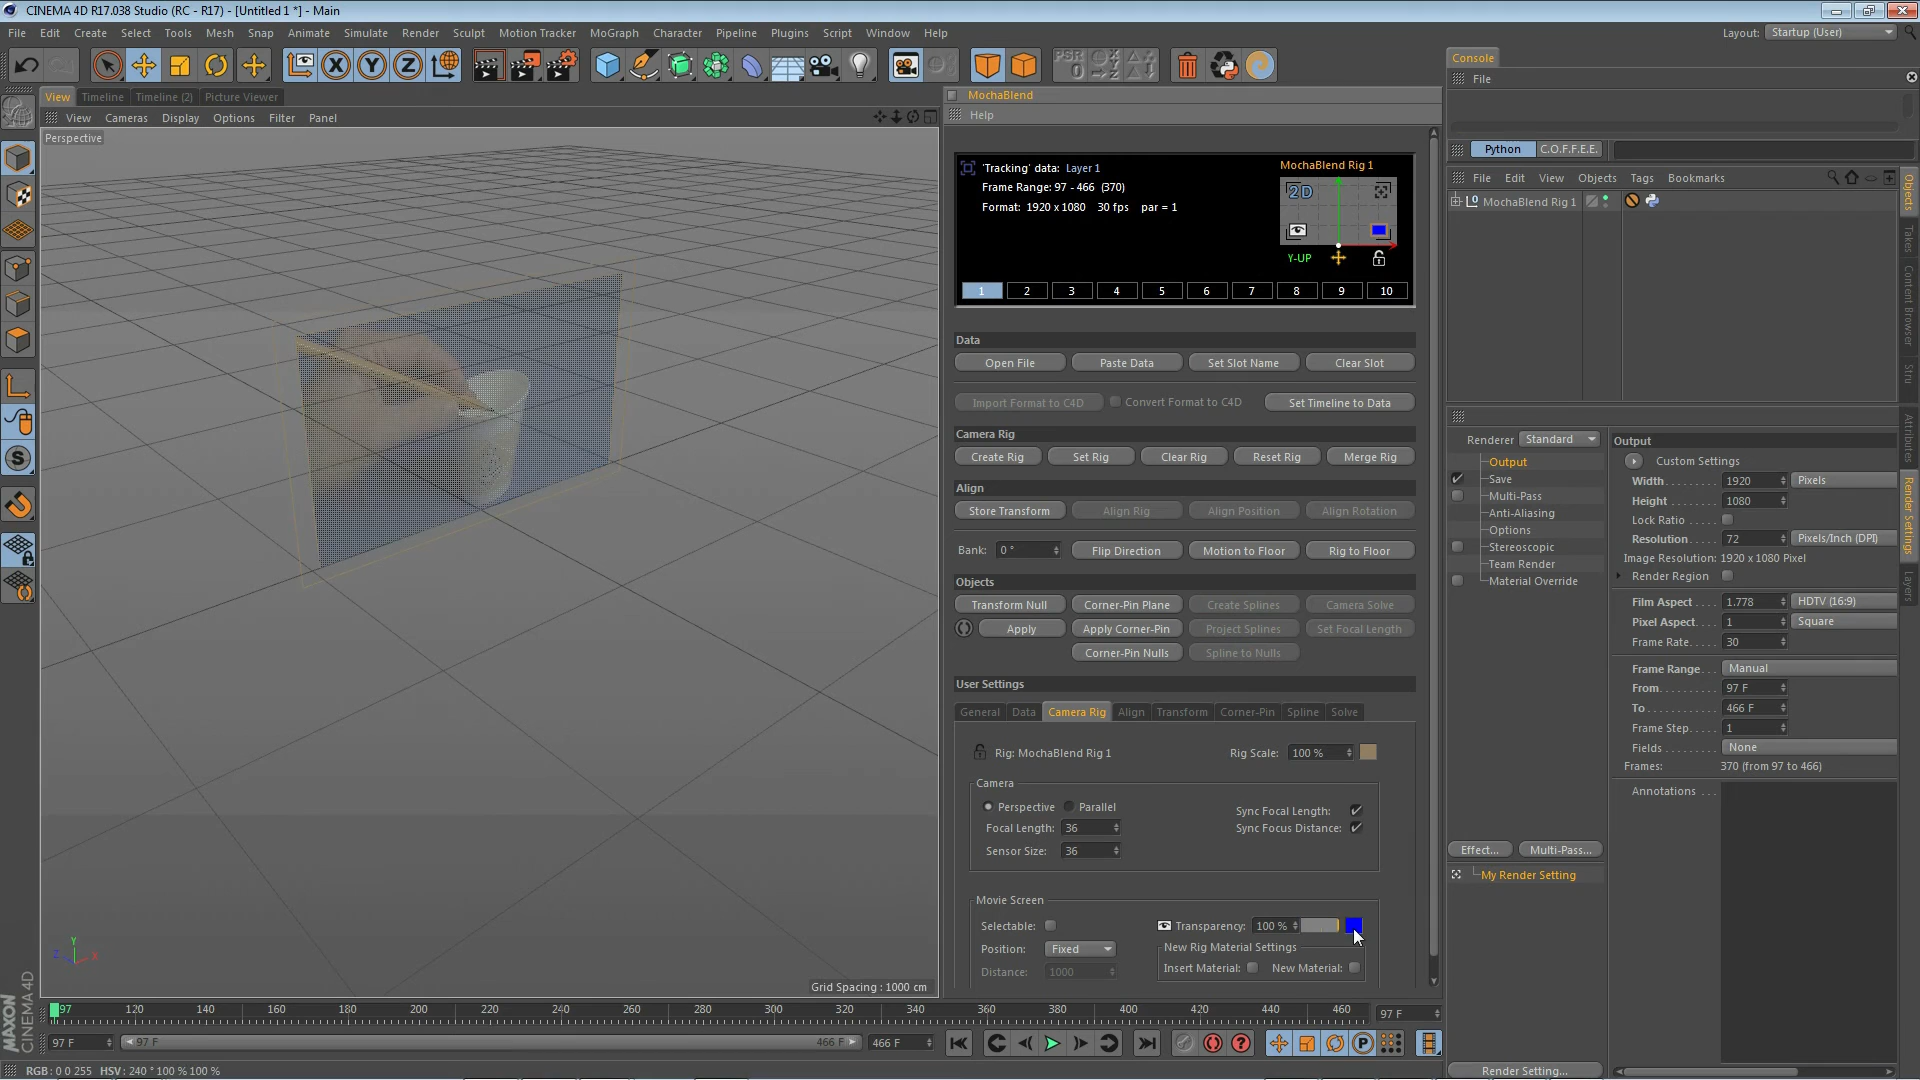 CINEMA 4D R17.038 Studio (RC - R17) - [Untitled 1 *] - Main
File Edit Create Select Tools Mesh Snap Animate Simulate Render Sculpt Motion Tracker MoGraph Character Pipeline Plugins Script Window Help
Layout: Startup (User)
X Y Z
PSR
0
View Timeline Timeline (2) Picture Viewer
View Cameras Display Options Filter Panel
Perspective
Grid Spacing : 1000 cm
Y
Z X
MAXON
CINEMA 4D
MochaBlend
Help
'Tracking' data: Layer 1
Frame Range: 97 - 466 (370)
Format: 1920 x 1080 30 fps par = 1
MochaBlend Rig 1
2D
Y-UP
1 2 3 4 5 6 7 8 9 10
Data
Open File Paste Data Set Slot Name Clear Slot
Import Format to C4D Convert Format to C4D Set Timeline to Data
Camera Rig
Create Rig Set Rig Clear Rig Reset Rig Merge Rig
Align
Store Transform Align Rig Align Position Align Rotation
Bank: 0 ° Flip Direction Motion to Floor Rig to Floor
Objects
Transform Null Corner-Pin Plane Create Splines Camera Solve
Apply Apply Corner-Pin Project Splines Set Focal Length
Corner-Pin Nulls Spline to Nulls
User Settings
General Data Camera Rig Align Transform Corner-Pin Spline Solve
Rig: MochaBlend Rig 1 Rig Scale: 100 %
Camera
Perspective Parallel Sync Focal Length:
Focal Length: 36 Sync Focus Distance:
Sensor Size: 36
Movie Screen
Selectable: Transparency: 100 %
Position: Fixed New Rig Material Settings
Distance: 1000 Insert Material: New Material:
Console
File
Python C.O.F.F.E.E.
File Edit View Objects Tags Bookmarks
MochaBlend Rig 1
Objects
Takes
Content Browser
Stru
Attributes
Render Settings
Layers
Renderer Standard
Output
Save
Multi-Pass
Anti-Aliasing
Options
Stereoscopic
Team Render
Material Override
Effect... Multi-Pass...
My Render Setting
Render Setting...
Output
Custom Settings
Width 1920 Pixels
Height 1080
Lock Ratio
Resolution 72 Pixels/Inch (DPI)
Image Resolution: 1920 x 1080 Pixel
Render Region
Film Aspect 1.778 HDTV (16:9)
Pixel Aspect 1 Square
Frame Rate 30
Frame Range Manual
From 97 F
To 466 F
Frame Step 1
Fields None
Frames: 370 (from 97 to 466)
Annotations
97 120 140 160 180 200 220 240 260 280 300 320 340 360 380 400 420 440 460 97 F
97 F 97 F 466 F 466 F
RGB: 0 0 255 HSV: 240 ° 100 % 100 %